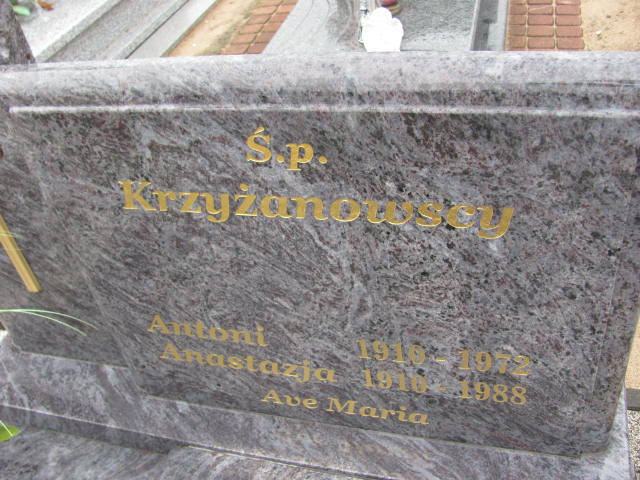 Ś.p.
Krzyżanowscy
Antoni 1910 - 1972
Anastazja 1910 - 1988
Ave Maria